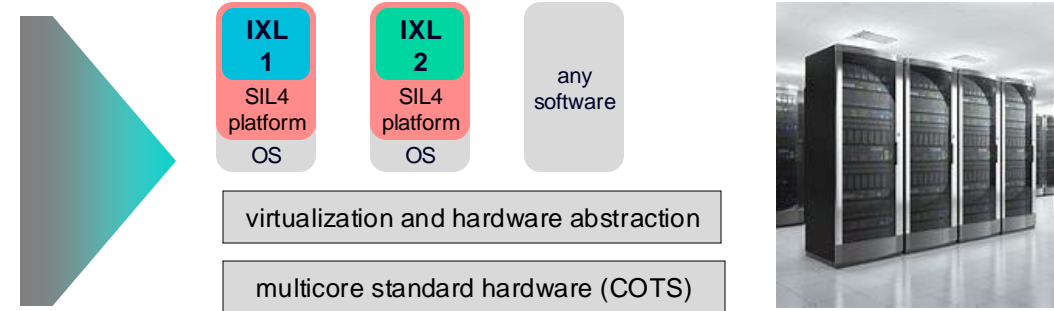 IXL
1
SIL4
platform
OS
IXL
2
SIL4
platform
OS
any
software
virtualization and hardware abstraction
multicore standard hardware (COTS)